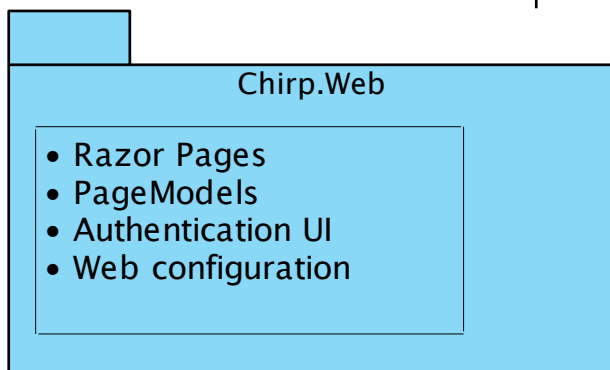 Chirp.Web
• Razor Pages
• PageModels
• Authentication UI
• Web configuration